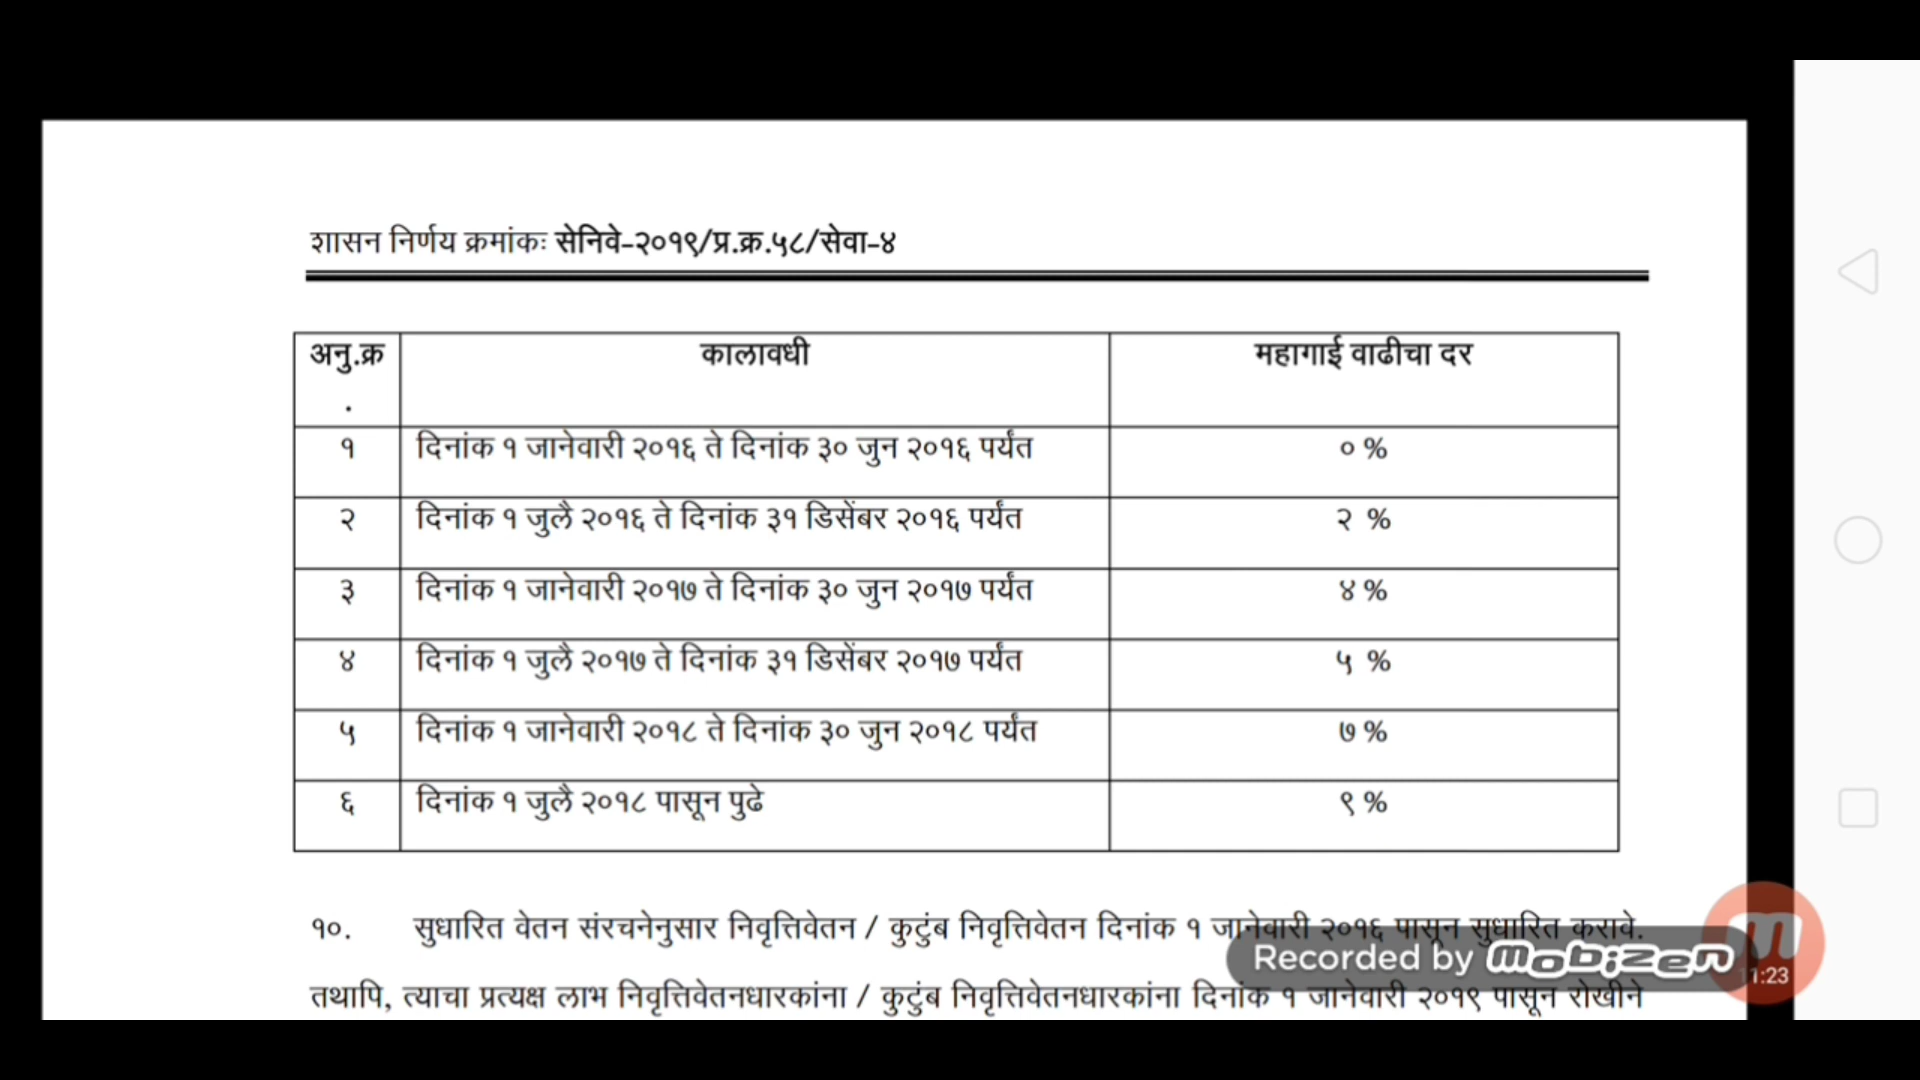 शासन निर्णय क्रमांकः सेनिवे-२०१९/प्र.क्र.५८/सेवा-४
अनु.क्र. कालावधी महागाई वाढीचा दर
१ दिनांक १ जानेवारी २०१६ ते दिनांक ३० जुन २०१६ पर्यंत ० %
२ दिनांक १ जुलै २०१६ ते दिनांक ३१ डिसेंबर २०१६ पर्यंत २ %
३ दिनांक १ जानेवारी २०१७ ते दिनांक ३० जुन २०१७ पर्यंत ४ %
४ दिनांक १ जुलै २०१७ ते दिनांक ३१ डिसेंबर २०१७ पर्यंत ५ %
५ दिनांक १ जानेवारी २०१८ ते दिनांक ३० जुन २०१८ पर्यंत ७ %
६ दिनांक १ जुलै २०१८ पासून पुढे ९ %
१०. सुधारित वेतन संरचनेनुसार निवृत्तिवेतन / कुटुंब निवृत्तिवेतन दिनांक १ जानेवारी २०१६ पासून सुधारित करावे.
तथापि, त्याचा प्रत्यक्ष लाभ निवृत्तिवेतनधारकांना / कुटुंब निवृत्तिवेतनधारकांना दिनांक १ जानेवारी २०१९ पासून रोखीने
Recorded by mobizen
1:23